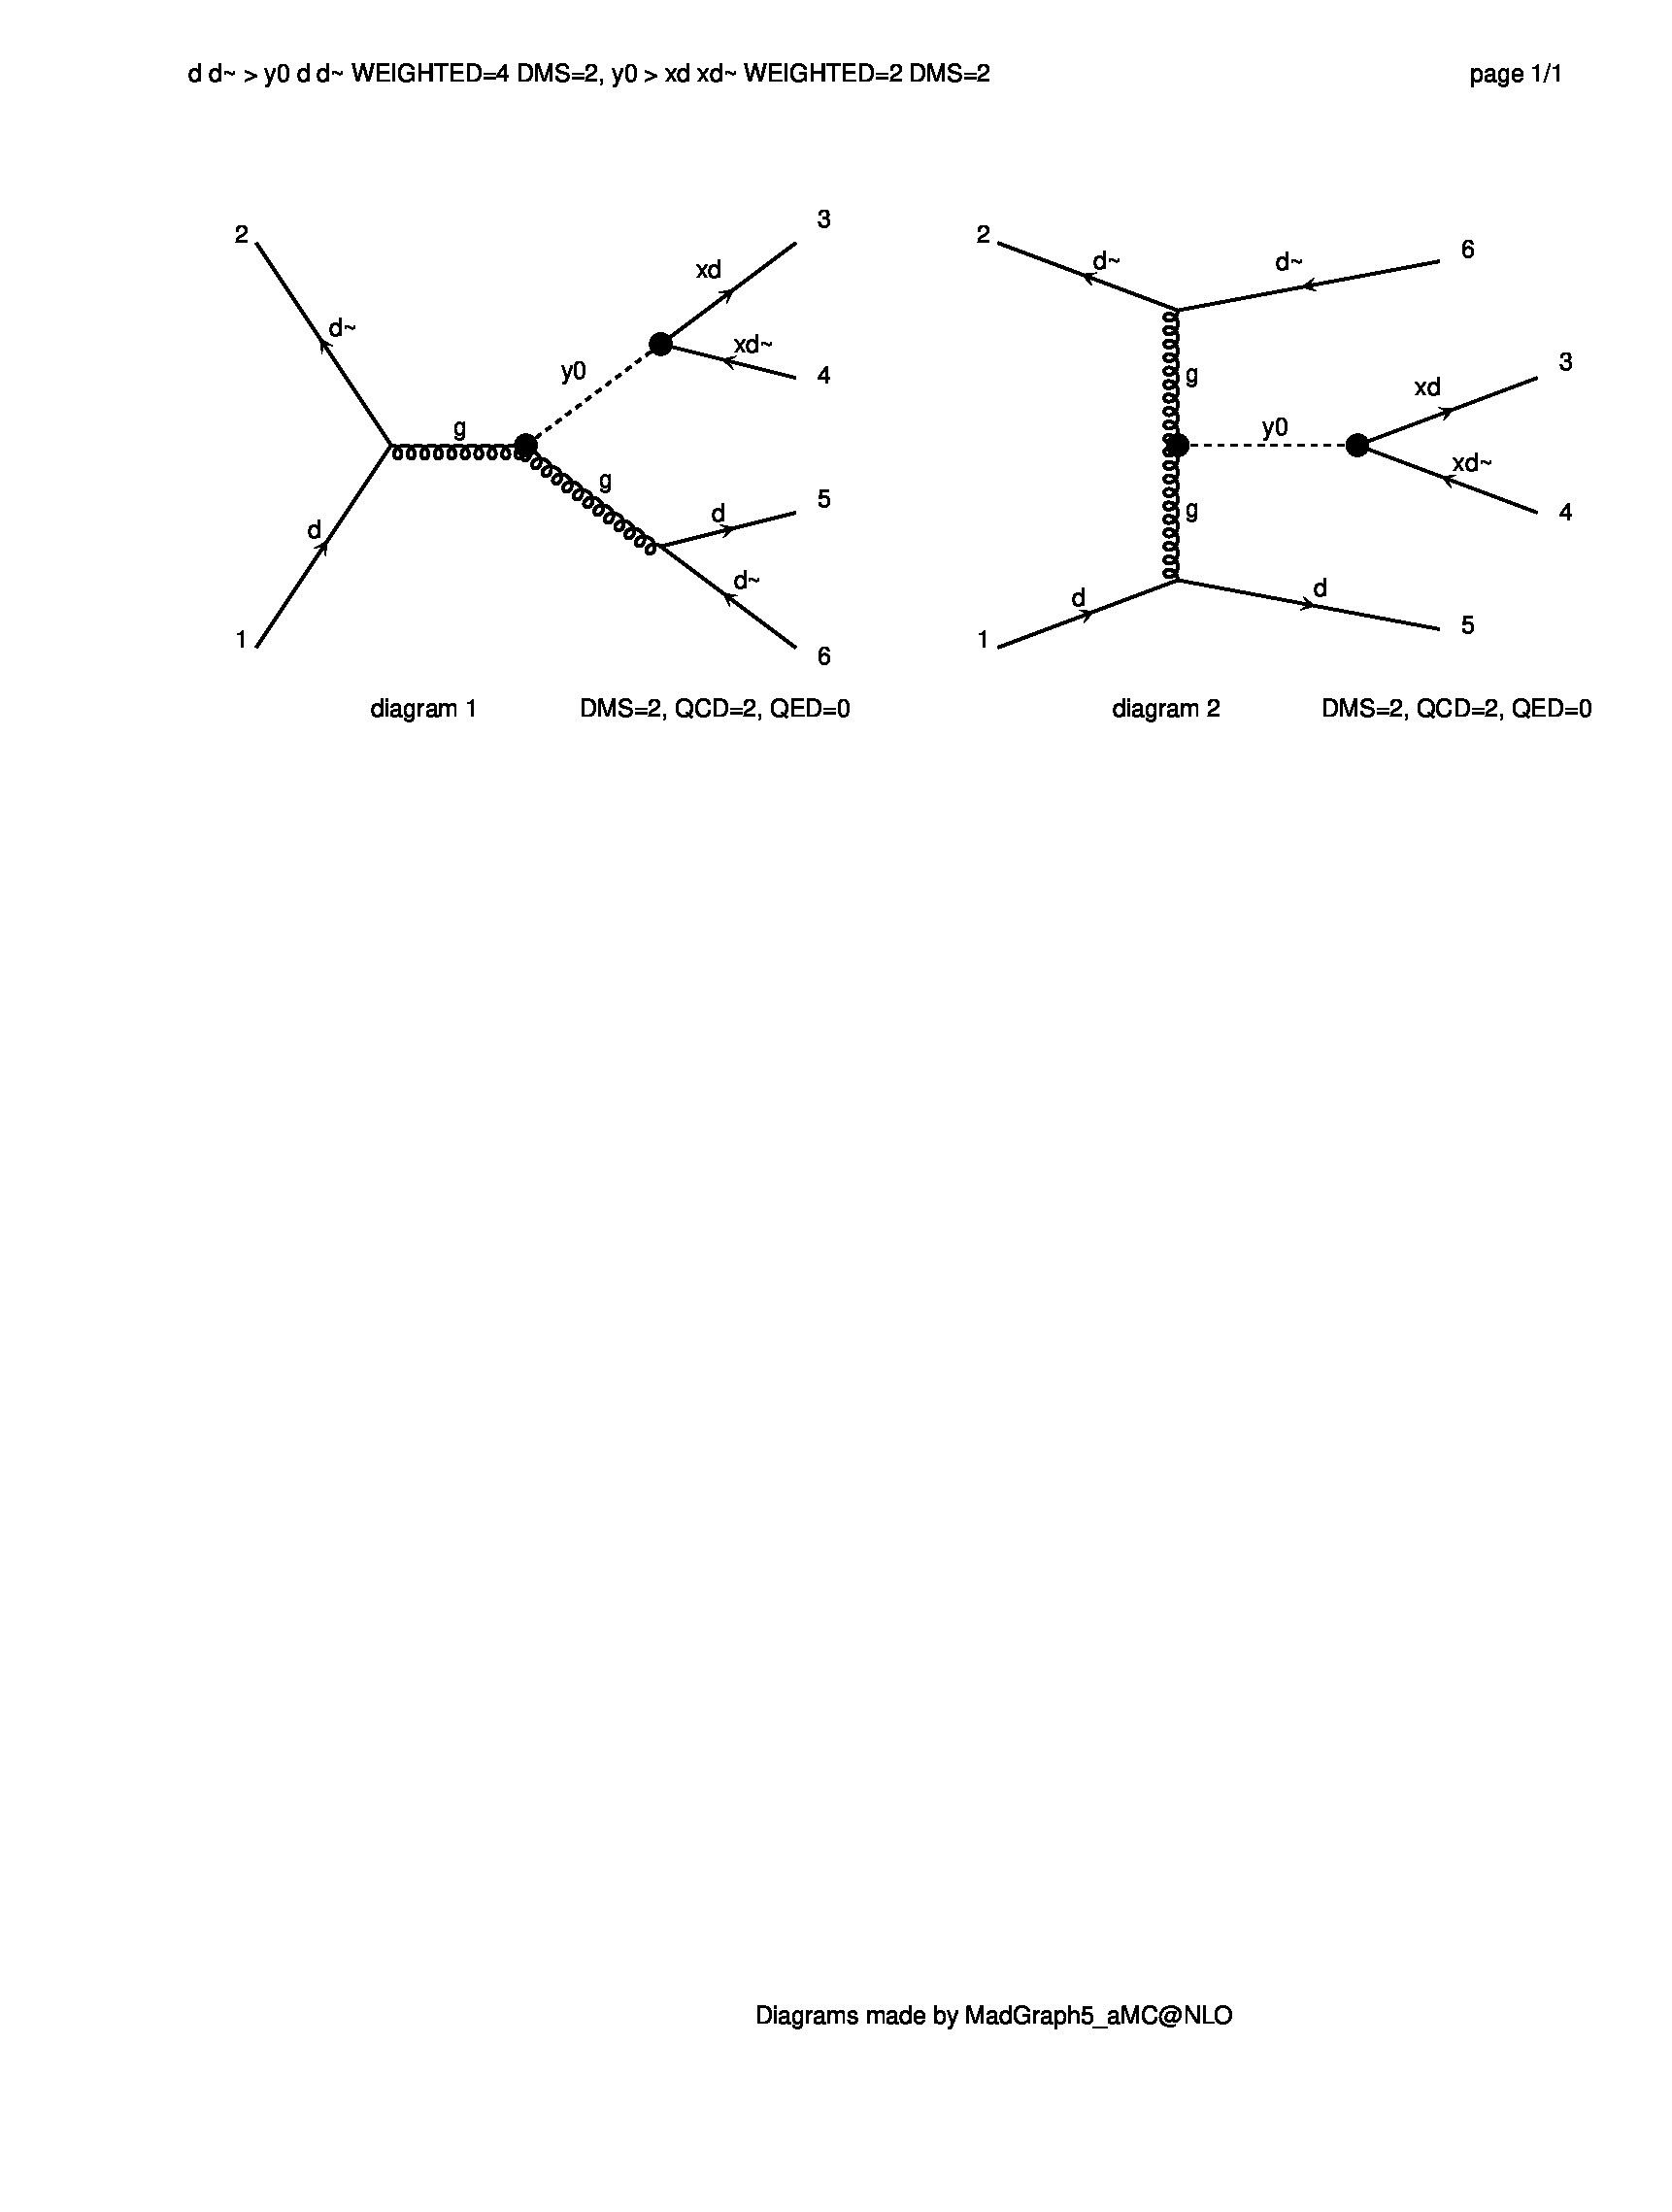 d d~ > y0 d d~ WEIGHTED=4 DMS=2, y0 > xd xd~ WEIGHTED=2 DMS=2 page 1/1
2
d~
d
1
g
y0
xd
3
xd~
4
g
d
5
d~
6
diagram 1 DMS=2, QCD=2, QED=0
2
d~
d~
6
g
y0
xd
3
xd~
4
g
d
1
d
5
diagram 2 DMS=2, QCD=2, QED=0
Diagrams made by MadGraph5_aMC@NLO